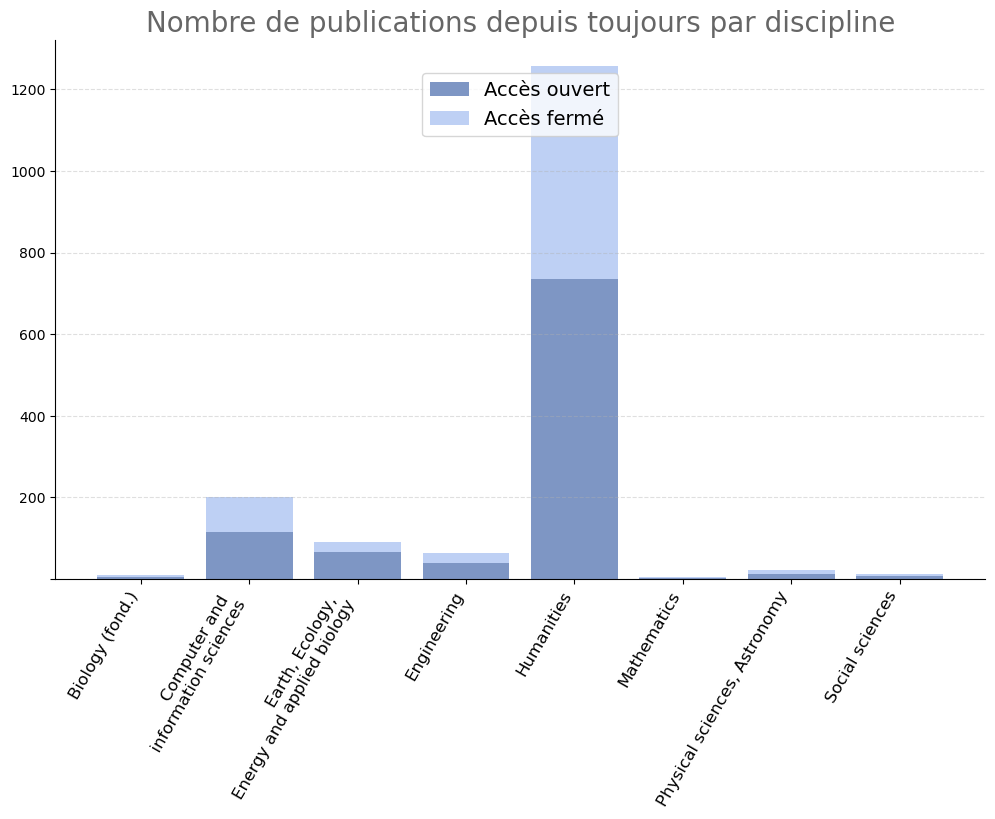 Nombre de publications depuis toujours par discipline
Accès ouvert
Accès fermé
1200
1000
800
600
400
200
Biology (fond.)
Computer and
information sciences
Earth, Ecology,
Energy and applied biology
Engineering
Humanities
Mathematics
Physical sciences, Astronomy
Social sciences